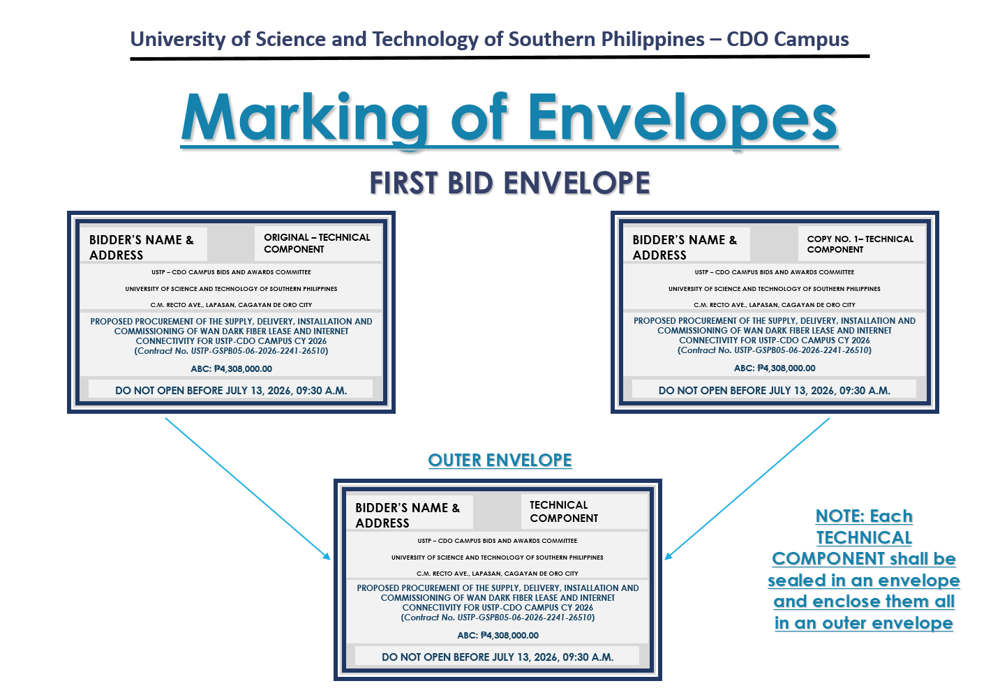 University of Science and Technology of Southern Philippines – CDO Campus
Marking of Envelopes
FIRST BID ENVELOPE
BIDDER'S NAME &
ADDRESS
ORIGINAL – TECHNICAL
COMPONENT
USTP – CDO CAMPUS BIDS AND AWARDS COMMITTEE
UNIVERSITY OF SCIENCE AND TECHNOLOGY OF SOUTHERN PHILIPPINES
C.M. RECTO AVE., LAPASAN, CAGAYAN DE ORO CITY
PROPOSED PROCUREMENT OF THE SUPPLY, DELIVERY, INSTALLATION AND
COMMISSIONING OF WAN DARK FIBER LEASE AND INTERNET
CONNECTIVITY FOR USTP-CDO CAMPUS CY 2026
(Contract No. USTP-GSPB05-06-2026-2241-26510)
ABC: ₱4,308,000.00
DO NOT OPEN BEFORE JULY 13, 2026, 09:30 A.M.
BIDDER'S NAME &
ADDRESS
COPY NO. 1– TECHNICAL
COMPONENT
USTP – CDO CAMPUS BIDS AND AWARDS COMMITTEE
UNIVERSITY OF SCIENCE AND TECHNOLOGY OF SOUTHERN PHILIPPINES
C.M. RECTO AVE., LAPASAN, CAGAYAN DE ORO CITY
PROPOSED PROCUREMENT OF THE SUPPLY, DELIVERY, INSTALLATION AND
COMMISSIONING OF WAN DARK FIBER LEASE AND INTERNET
CONNECTIVITY FOR USTP-CDO CAMPUS CY 2026
(Contract No. USTP-GSPB05-06-2026-2241-26510)
ABC: ₱4,308,000.00
DO NOT OPEN BEFORE JULY 13, 2026, 09:30 A.M.
OUTER ENVELOPE
BIDDER'S NAME &
ADDRESS
TECHNICAL
COMPONENT
USTP – CDO CAMPUS BIDS AND AWARDS COMMITTEE
UNIVERSITY OF SCIENCE AND TECHNOLOGY OF SOUTHERN PHILIPPINES
C.M. RECTO AVE., LAPASAN, CAGAYAN DE ORO CITY
PROPOSED PROCUREMENT OF THE SUPPLY, DELIVERY, INSTALLATION AND
COMMISSIONING OF WAN DARK FIBER LEASE AND INTERNET
CONNECTIVITY FOR USTP-CDO CAMPUS CY 2026
(Contract No. USTP-GSPB05-06-2026-2241-26510)
ABC: ₱4,308,000.00
DO NOT OPEN BEFORE JULY 13, 2026, 09:30 A.M.
NOTE: Each
TECHNICAL
COMPONENT shall be
sealed in an envelope
and enclose them all
in an outer envelope